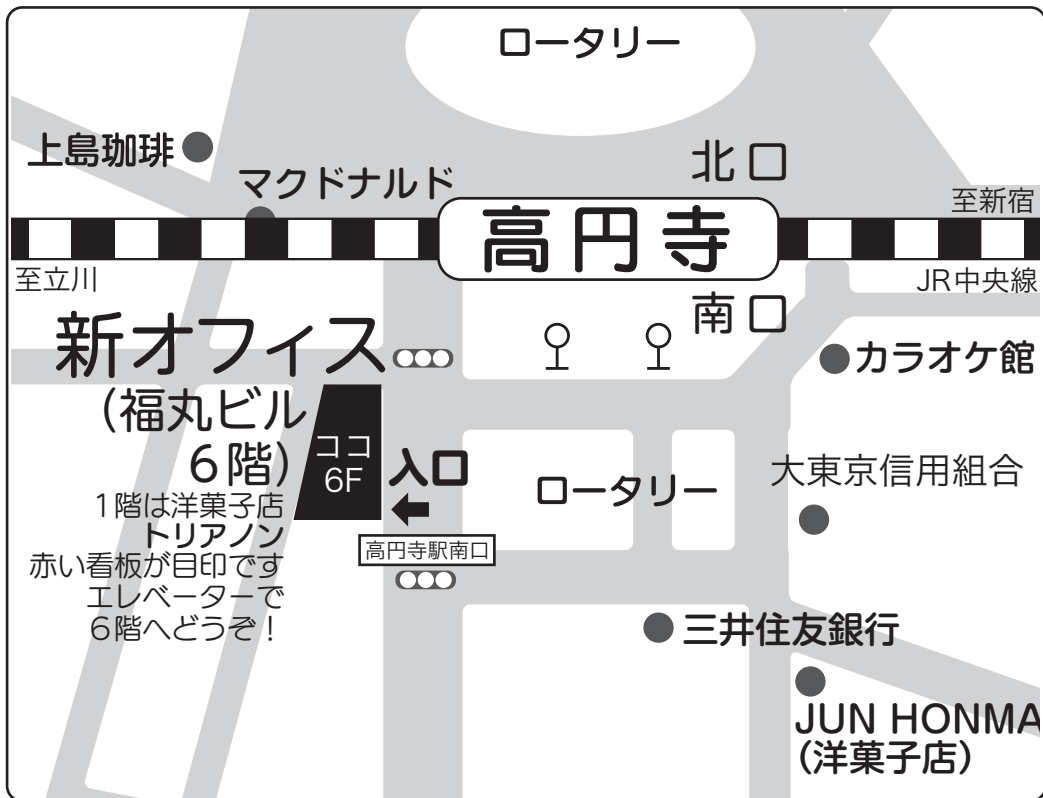 ロータリー
上島珈琲
マクドナルド
北口
至新宿
高円寺
至立川
JR中央線
南口
新オフィス
(福丸ビル
6階)
ココ
6F
入口
1階は洋菓子店
トリアノン
赤い看板が目印です
エレベーターで
6階へどうぞ!
カラオケ館
ロータリー
大東京信用組合
高円寺駅南口
三井住友銀行
JUN HONMA
(洋菓子店)